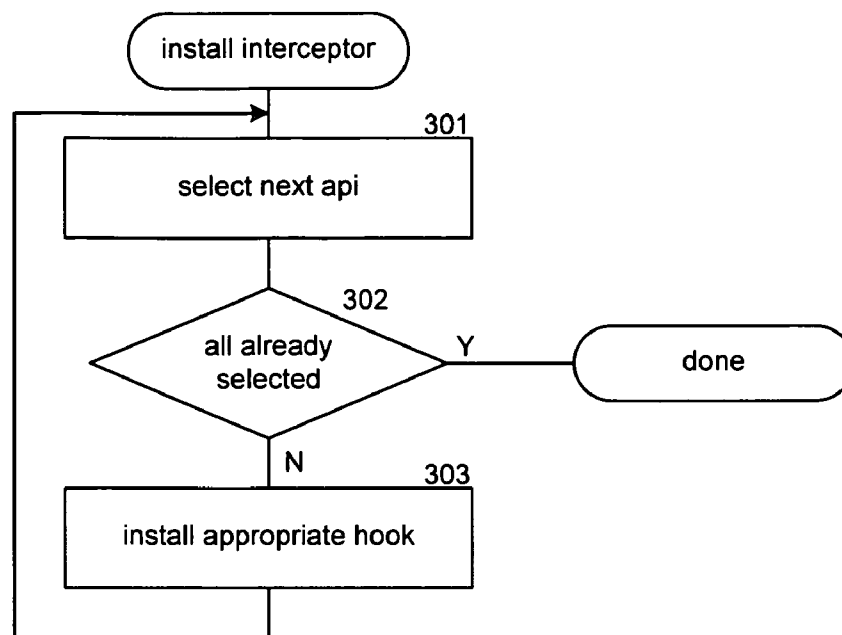 install interceptor
301
select next api
302
all already
selected
Y
done
N
303
install appropriate hook